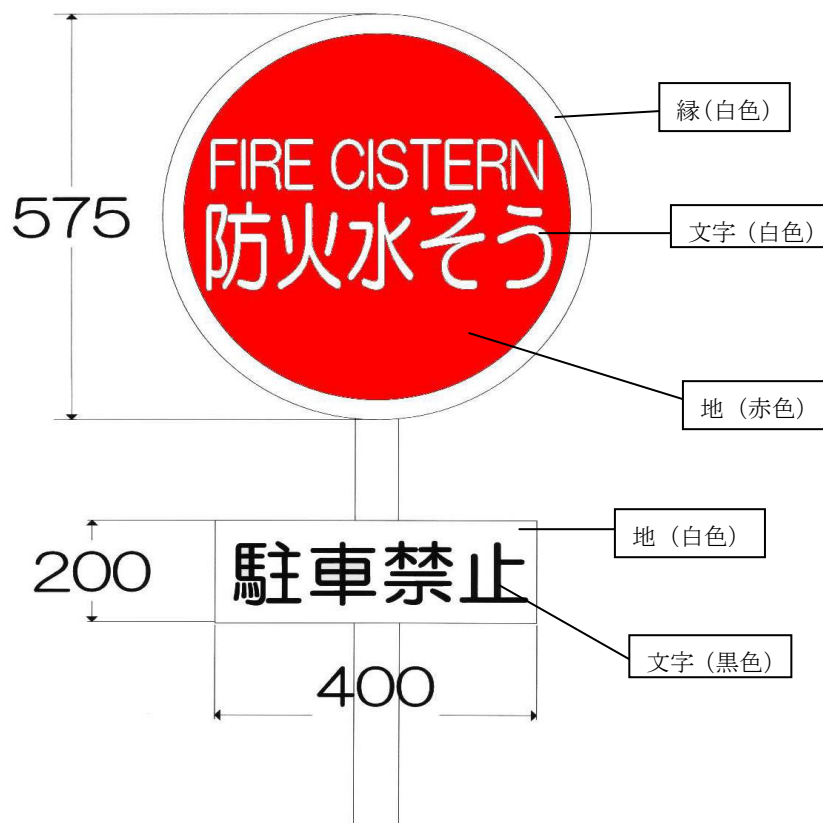 縁(白色)
FIRE CISTERN
575
防火水そう
文字（白色）
地（赤色）
地（白色）
200
駐車禁止
文字（黒色）
400